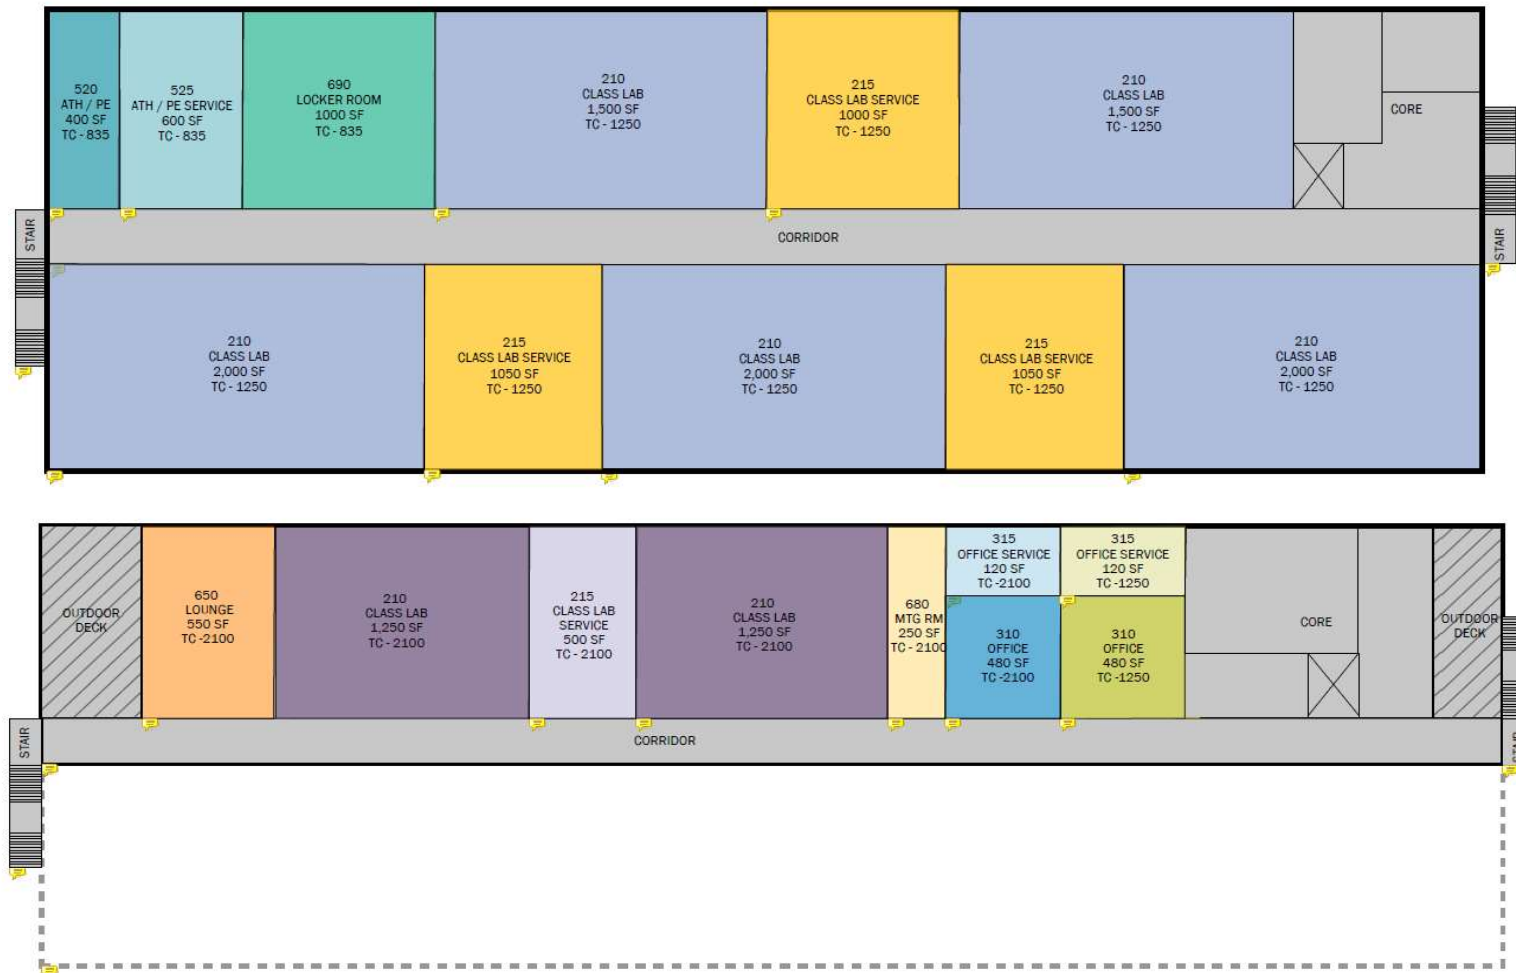 520
ATH / PE
400 SF
TC - 835
525
ATH / PE SERVICE
600 SF
TC - 835
690
LOCKER ROOM
1000 SF
TC - 835
210
CLASS LAB
1,500 SF
TC - 1250
215
CLASS LAB SERVICE
1000 SF
TC - 1250
210
CLASS LAB
1,500 SF
TC - 1250
CORE
STAIR
CORRIDOR
STAIR
210
CLASS LAB
2,000 SF
TC - 1250
215
CLASS LAB SERVICE
1050 SF
TC - 1250
210
CLASS LAB
2,000 SF
TC - 1250
215
CLASS LAB SERVICE
1050 SF
TC - 1250
210
CLASS LAB
2,000 SF
TC - 1250
OUTDOOR
DECK
650
LOUNGE
550 SF
TC -2100
210
CLASS LAB
1,250 SF
TC - 2100
215
CLASS LAB
SERVICE
500 SF
TC - 2100
210
CLASS LAB
1,250 SF
TC - 2100
680
MTG RM
250 SF
TC - 2100
315
OFFICE SERVICE
120 SF
TC -2100
310
OFFICE
480 SF
TC -2100
315
OFFICE SERVICE
120 SF
TC -1250
310
OFFICE
480 SF
TC -1250
CORE
OUTDOOR
DECK
STAIR
CORRIDOR
STAIR